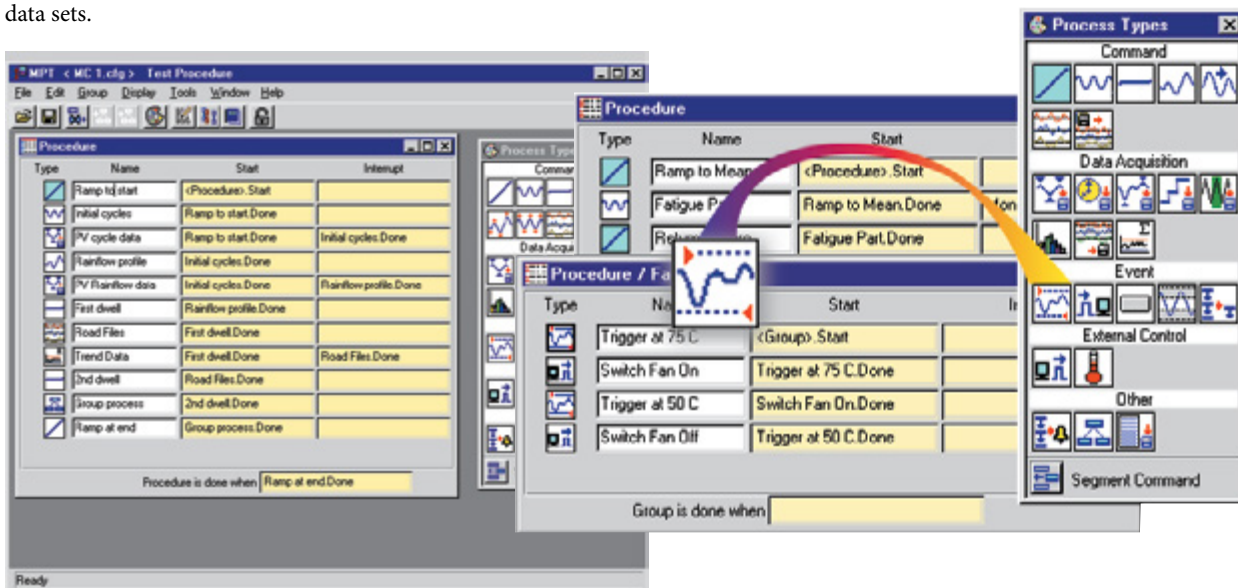 data sets.
MPT < MC 1.cfg > Test Procedure
File Edit Group Display Tools Window Help
Procedure
Type Name Start Interrupt
Ramp to start <Procedure>.Start
Initial cycles Ramp to start.Done
PV cycle data Ramp to start.Done Initial cycles.Done
Rainflow profile Initial cycles.Done
PV Rainflow data Initial cycles.Done Rainflow profile.Done
First dwell Rainflow profile.Done
Road Files First dwell.Done
Trend Data First dwell.Done Road Files.Done
2nd dwell Road Files.Done
Group process 2nd dwell.Done
Ramp at end Group process.Done
Procedure is done when Ramp at end.Done
Ready
Process Type
Comman
Data Acqui
Procedure
Type Name Start
Ramp to Mean <Procedure>.Start
Fatigue Pa Ramp to Mean.Done
Return Fatigue Part.Done
Procedure / Fa
Type Na Start
Trigger at 75 C <Group>.Start
Switch Fan On Trigger at 75 C.Done
Trigger at 50 C Switch Fan On.Done
Switch Fan Off Trigger at 50 C.Done
Group is done when
Process Types
Command
Data Acquisition
Event
External Control
Other
Segment Command